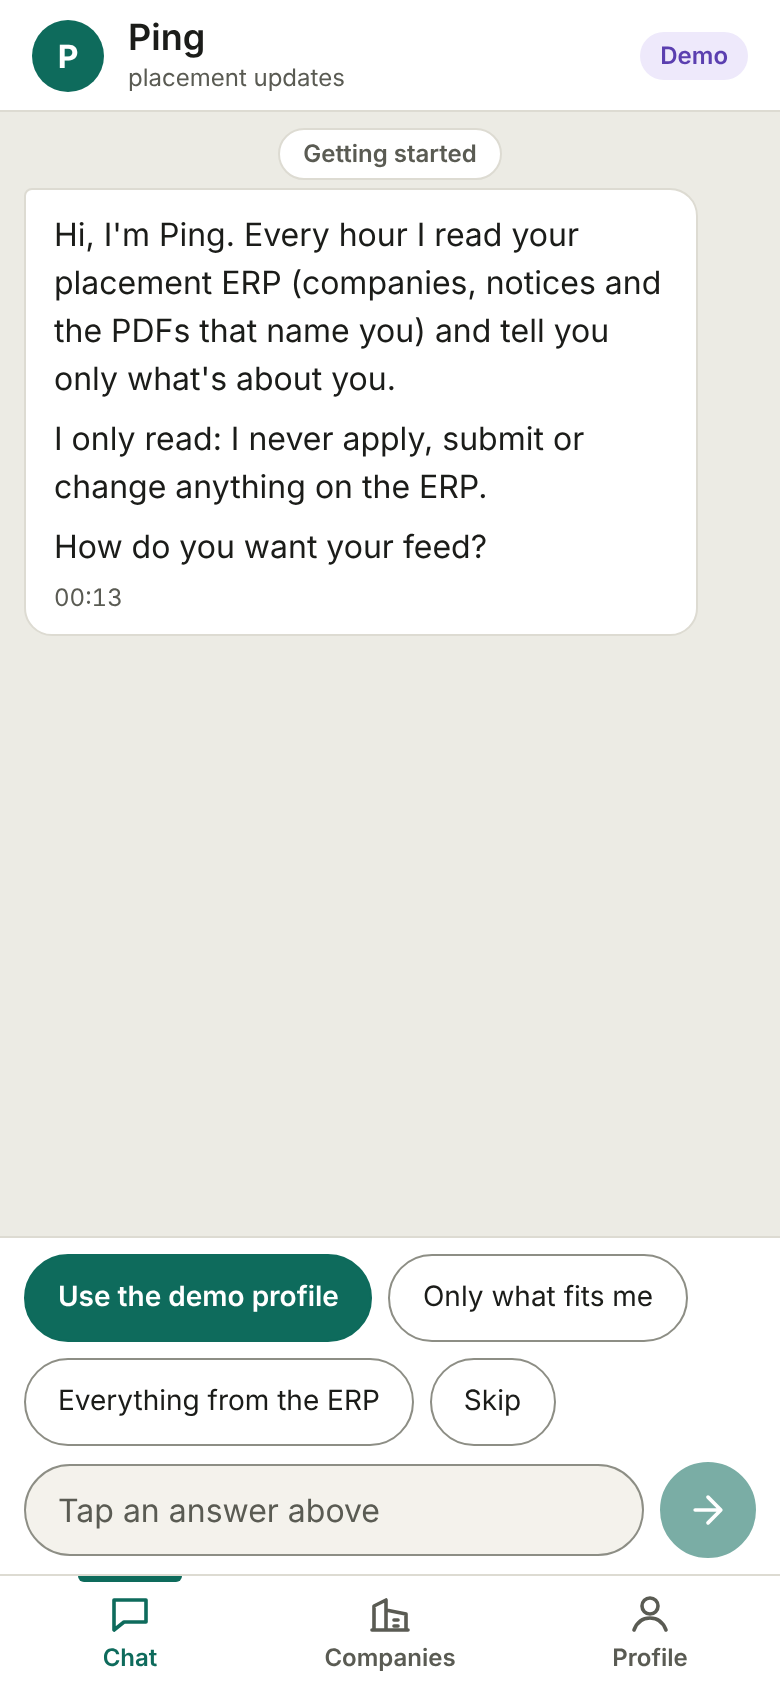 P
Ping
placement updates
Demo
Getting started
Hi, I'm Ping. Every hour I read your
placement ERP (companies, notices and
the PDFs that name you) and tell you
only what's about you.
I only read: I never apply, submit or
change anything on the ERP.
How do you want your feed?
00:13
Use the demo profile
Only what fits me
Everything from the ERP
Skip
Tap an answer above
Chat
Companies
Profile